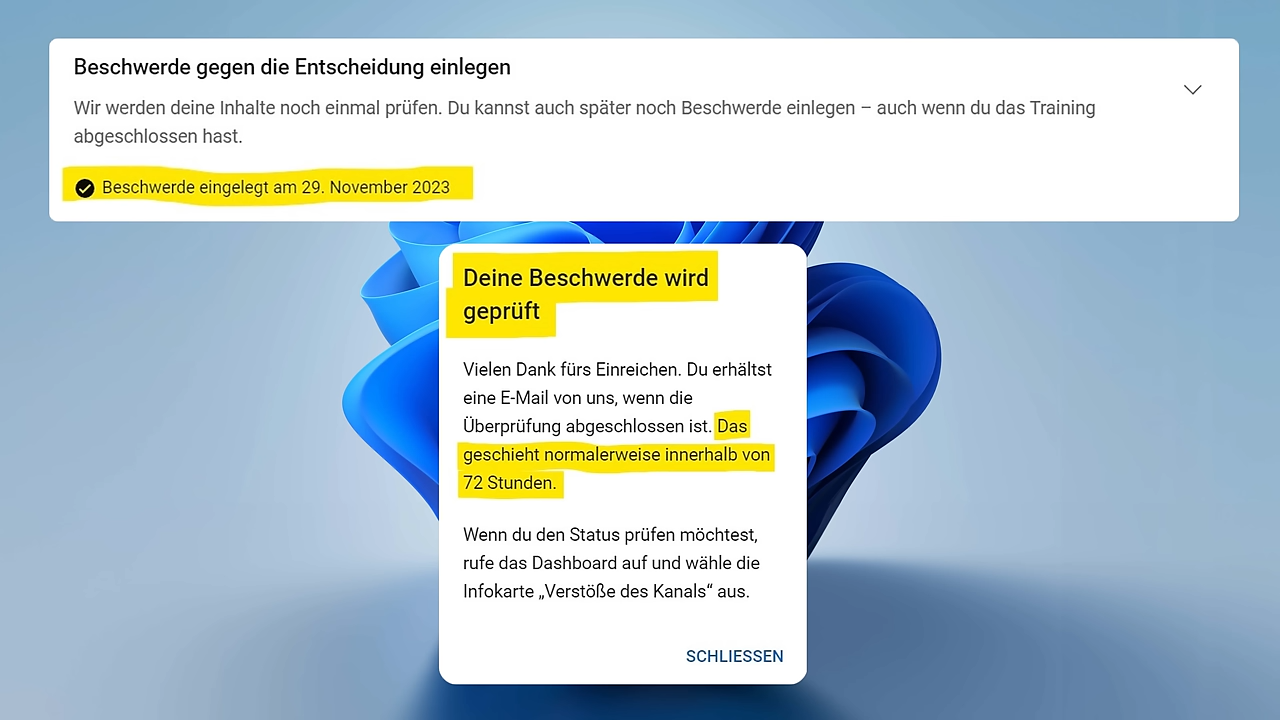 Beschwerde gegen die Entscheidung einlegen
Wir werden deine Inhalte noch einmal prüfen. Du kannst auch später noch Beschwerde einlegen – auch wenn du das Training
abgeschlossen hast.
Beschwerde eingelegt am 29. November 2023
Deine Beschwerde wird
geprüft
Vielen Dank fürs Einreichen. Du erhältst
eine E-Mail von uns, wenn die
Überprüfung abgeschlossen ist. Das
geschieht normalerweise innerhalb von
72 Stunden.
Wenn du den Status prüfen möchtest,
rufe das Dashboard auf und wähle die
Infokarte „Verstöße des Kanals“ aus.
SCHLIESSEN